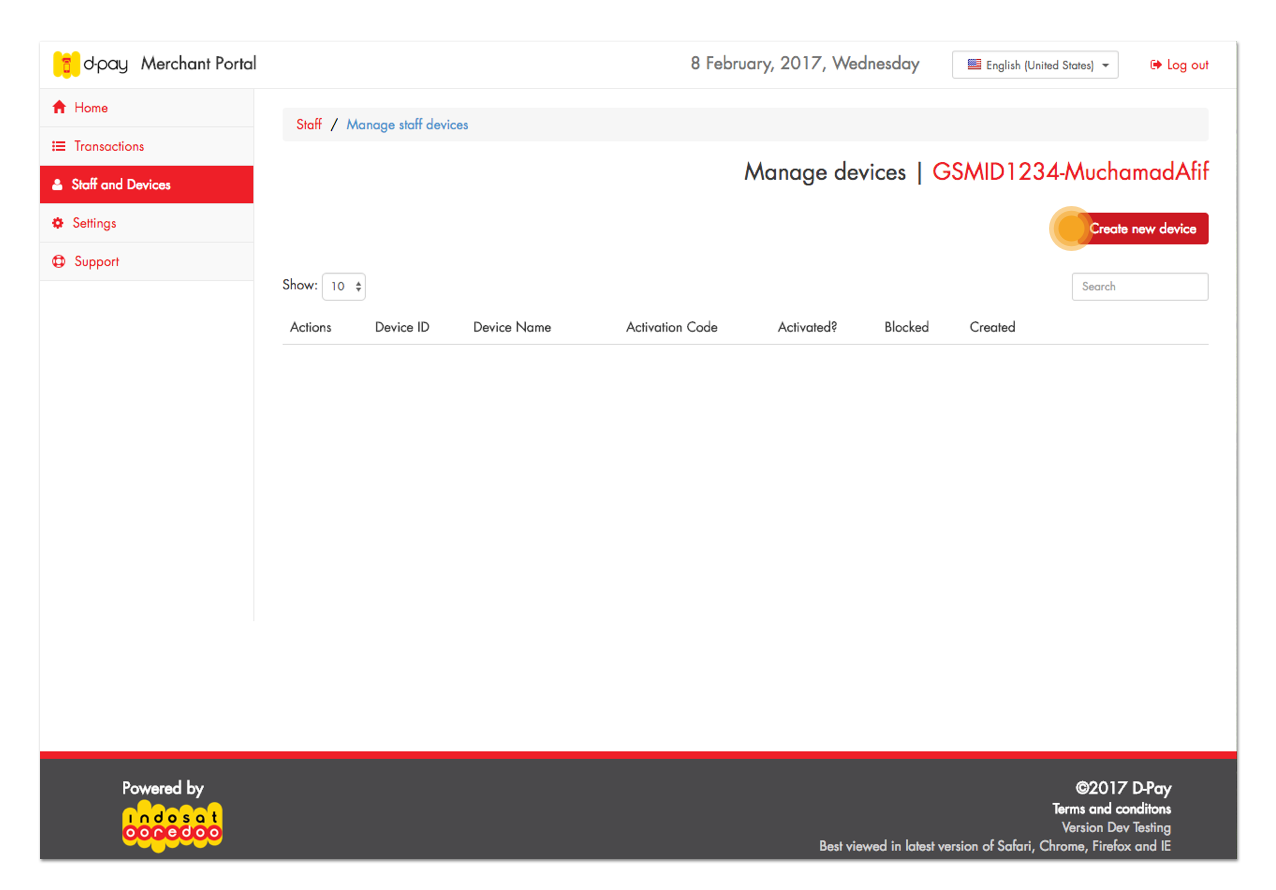 d-pay Merchant Portal
8 February, 2017, Wednesday
English (United States)
Log out
Home
Transactions
Staff and Devices
Settings
Support
Staff / Manage staff devices
Manage devices | GSMID1234-MuchamadAfif
Create new device
Show: 10
Search
Actions Device ID Device Name Activation Code Activated? Blocked Created
Powered by
indosat
ooredoo
©2017 D-Pay
Terms and conditons
Version Dev Testing
Best viewed in latest version of Safari, Chrome, Firefox and IE